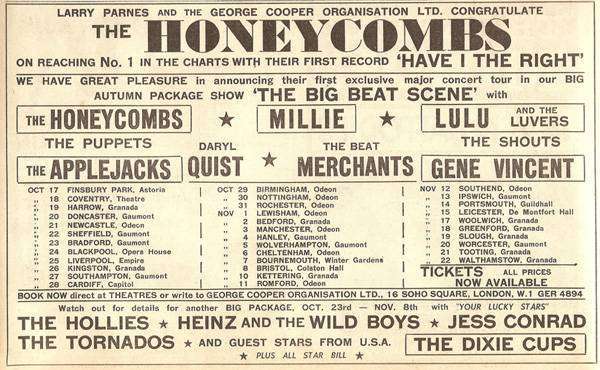 LARRY PARNES AND THE GEORGE COOPER ORGANISATION LTD. CONGRATULATE
THE HONEYCOMBS
ON REACHING No. 1 IN THE CHARTS WITH THEIR FIRST RECORD 'HAVE I THE RIGHT'
WE HAVE GREAT PLEASURE in announcing their first exclusive major concert tour in our BIG
AUTUMN PACKAGE SHOW 'THE BIG BEAT SCENE' with
THE HONEYCOMBS ★ MILLIE ★ LULU AND THE LUVERS
THE PUPPETS DARYL THE BEAT THE SHOUTS
THE APPLEJACKS QUIST ★ MERCHANTS GENE VINCENT
OCT 17 FINSBURY PARK, Astoria
" 18 COVENTRY, Theatre
" 19 HARROW, Granada
" 20 DONCASTER, Gaumont
" 21 NEWCASTLE, Odeon
" 22 SHEFFIELD, Gaumont
" 23 BRADFORD, Gaumont
" 24 BLACKPOOL, Opera House
" 25 LIVERPOOL, Empire
" 26 KINGSTON, Granada
" 27 SOUTHAMPTON, Gaumont
" 28 CARDIFF, Capitol
OCT 29 BIRMINGHAM, Odeon
" 30 NOTTINGHAM, Odeon
" 31 ROCHESTER, Odeon
NOV 1 LEWISHAM, Odeon
" 2 BEDFORD, Granada
" 3 MANCHESTER, Odeon
" 4 HANLEY, Gaumont
" 5 WOLVERHAMPTON, Gaumont
" 6 CHELTENHAM, Odeon
" 7 BOURNEMOUTH, Winter Gardens
" 8 BRISTOL, Colston Hall
" 10 KETTERING, Granada
" 11 ROMFORD, Odeon
NOV 12 SOUTHEND, Odeon
" 13 IPSWICH, Gaumont
" 14 PORTSMOUTH, Guildhall
" 15 LEICESTER, De Montfort Hall
" 17 WOOLWICH, Granada
" 18 GREENFORD, Granada
" 19 SLOUGH, Granada
" 20 WORCESTER, Gaumont
" 21 TOOTING, Granada
" 22 WALTHAMSTOW, Granada
TICKETS ALL PRICES
NOW AVAILABLE
BOOK NOW direct at THEATRES or write to GEORGE COOPER ORGANISATION LTD., 16 SOHO SQUARE, LONDON, W.1 GER 4894
Watch out for details for another BIG PACKAGE, OCT. 23rd — NOV. 8th with "YOUR LUCKY STARS"
THE HOLLIES ★ HEINZ AND THE WILD BOYS ★ JESS CONRAD
THE TORNADOS ★ AND GUEST STARS FROM U.S.A. THE DIXIE CUPS
★ PLUS ALL STAR BILL ★